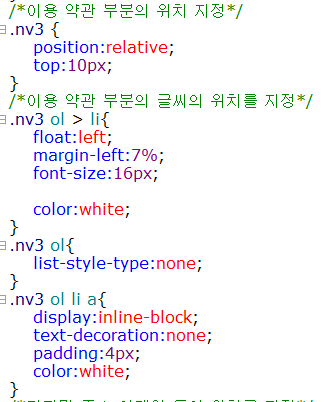 /*이용 약관 부분의 위치 지정*/
.nv3 {
position:relative;
top:10px;
}
/*이용 약관 부분의 글씨의 위치를 지정*/
.nv3 ol > li{
float:left;
margin-left:7%;
font-size:16px;
color:white;
}
.nv3 ol{
list-style-type:none;
}
.nv3 ol li a{
display:inline-block;
text-decoration:none;
padding:4px;
color:white;
}